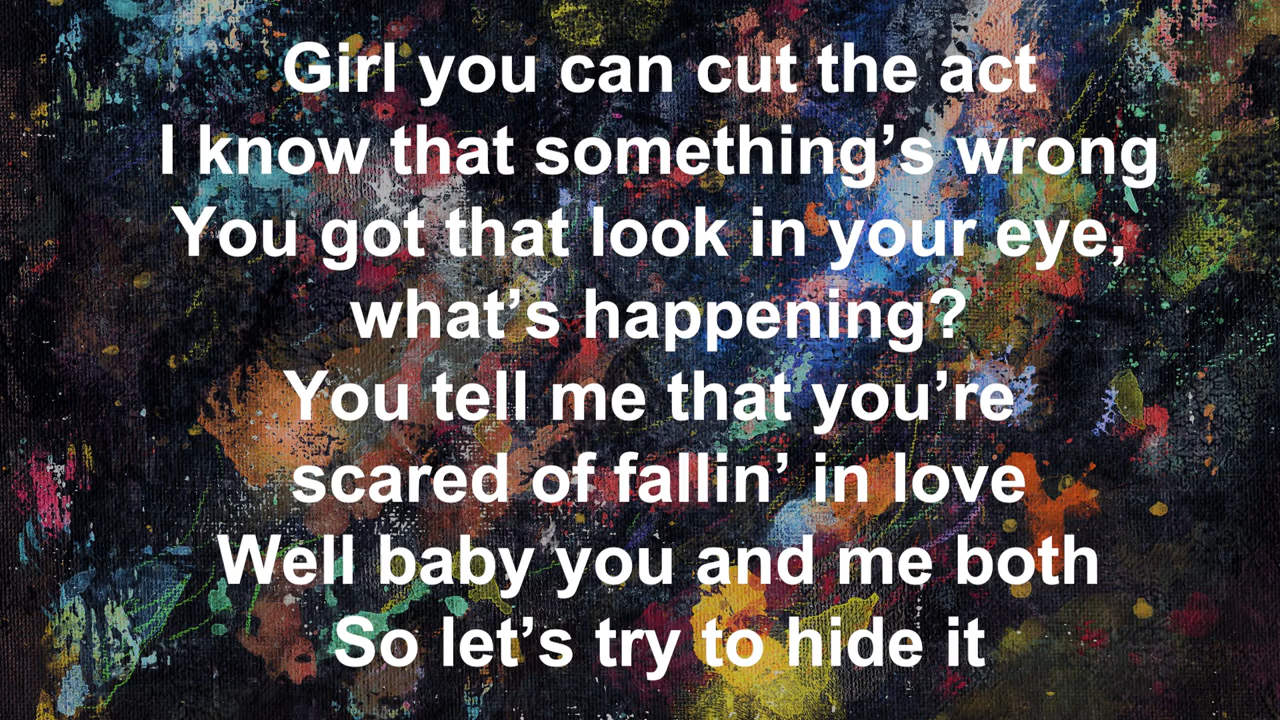 Girl you can cut the act
I know that something’s wrong
You got that look in your eye,
what’s happening?
You tell me that you’re
scared of fallin’ in love
Well baby you and me both
So let’s try to hide it